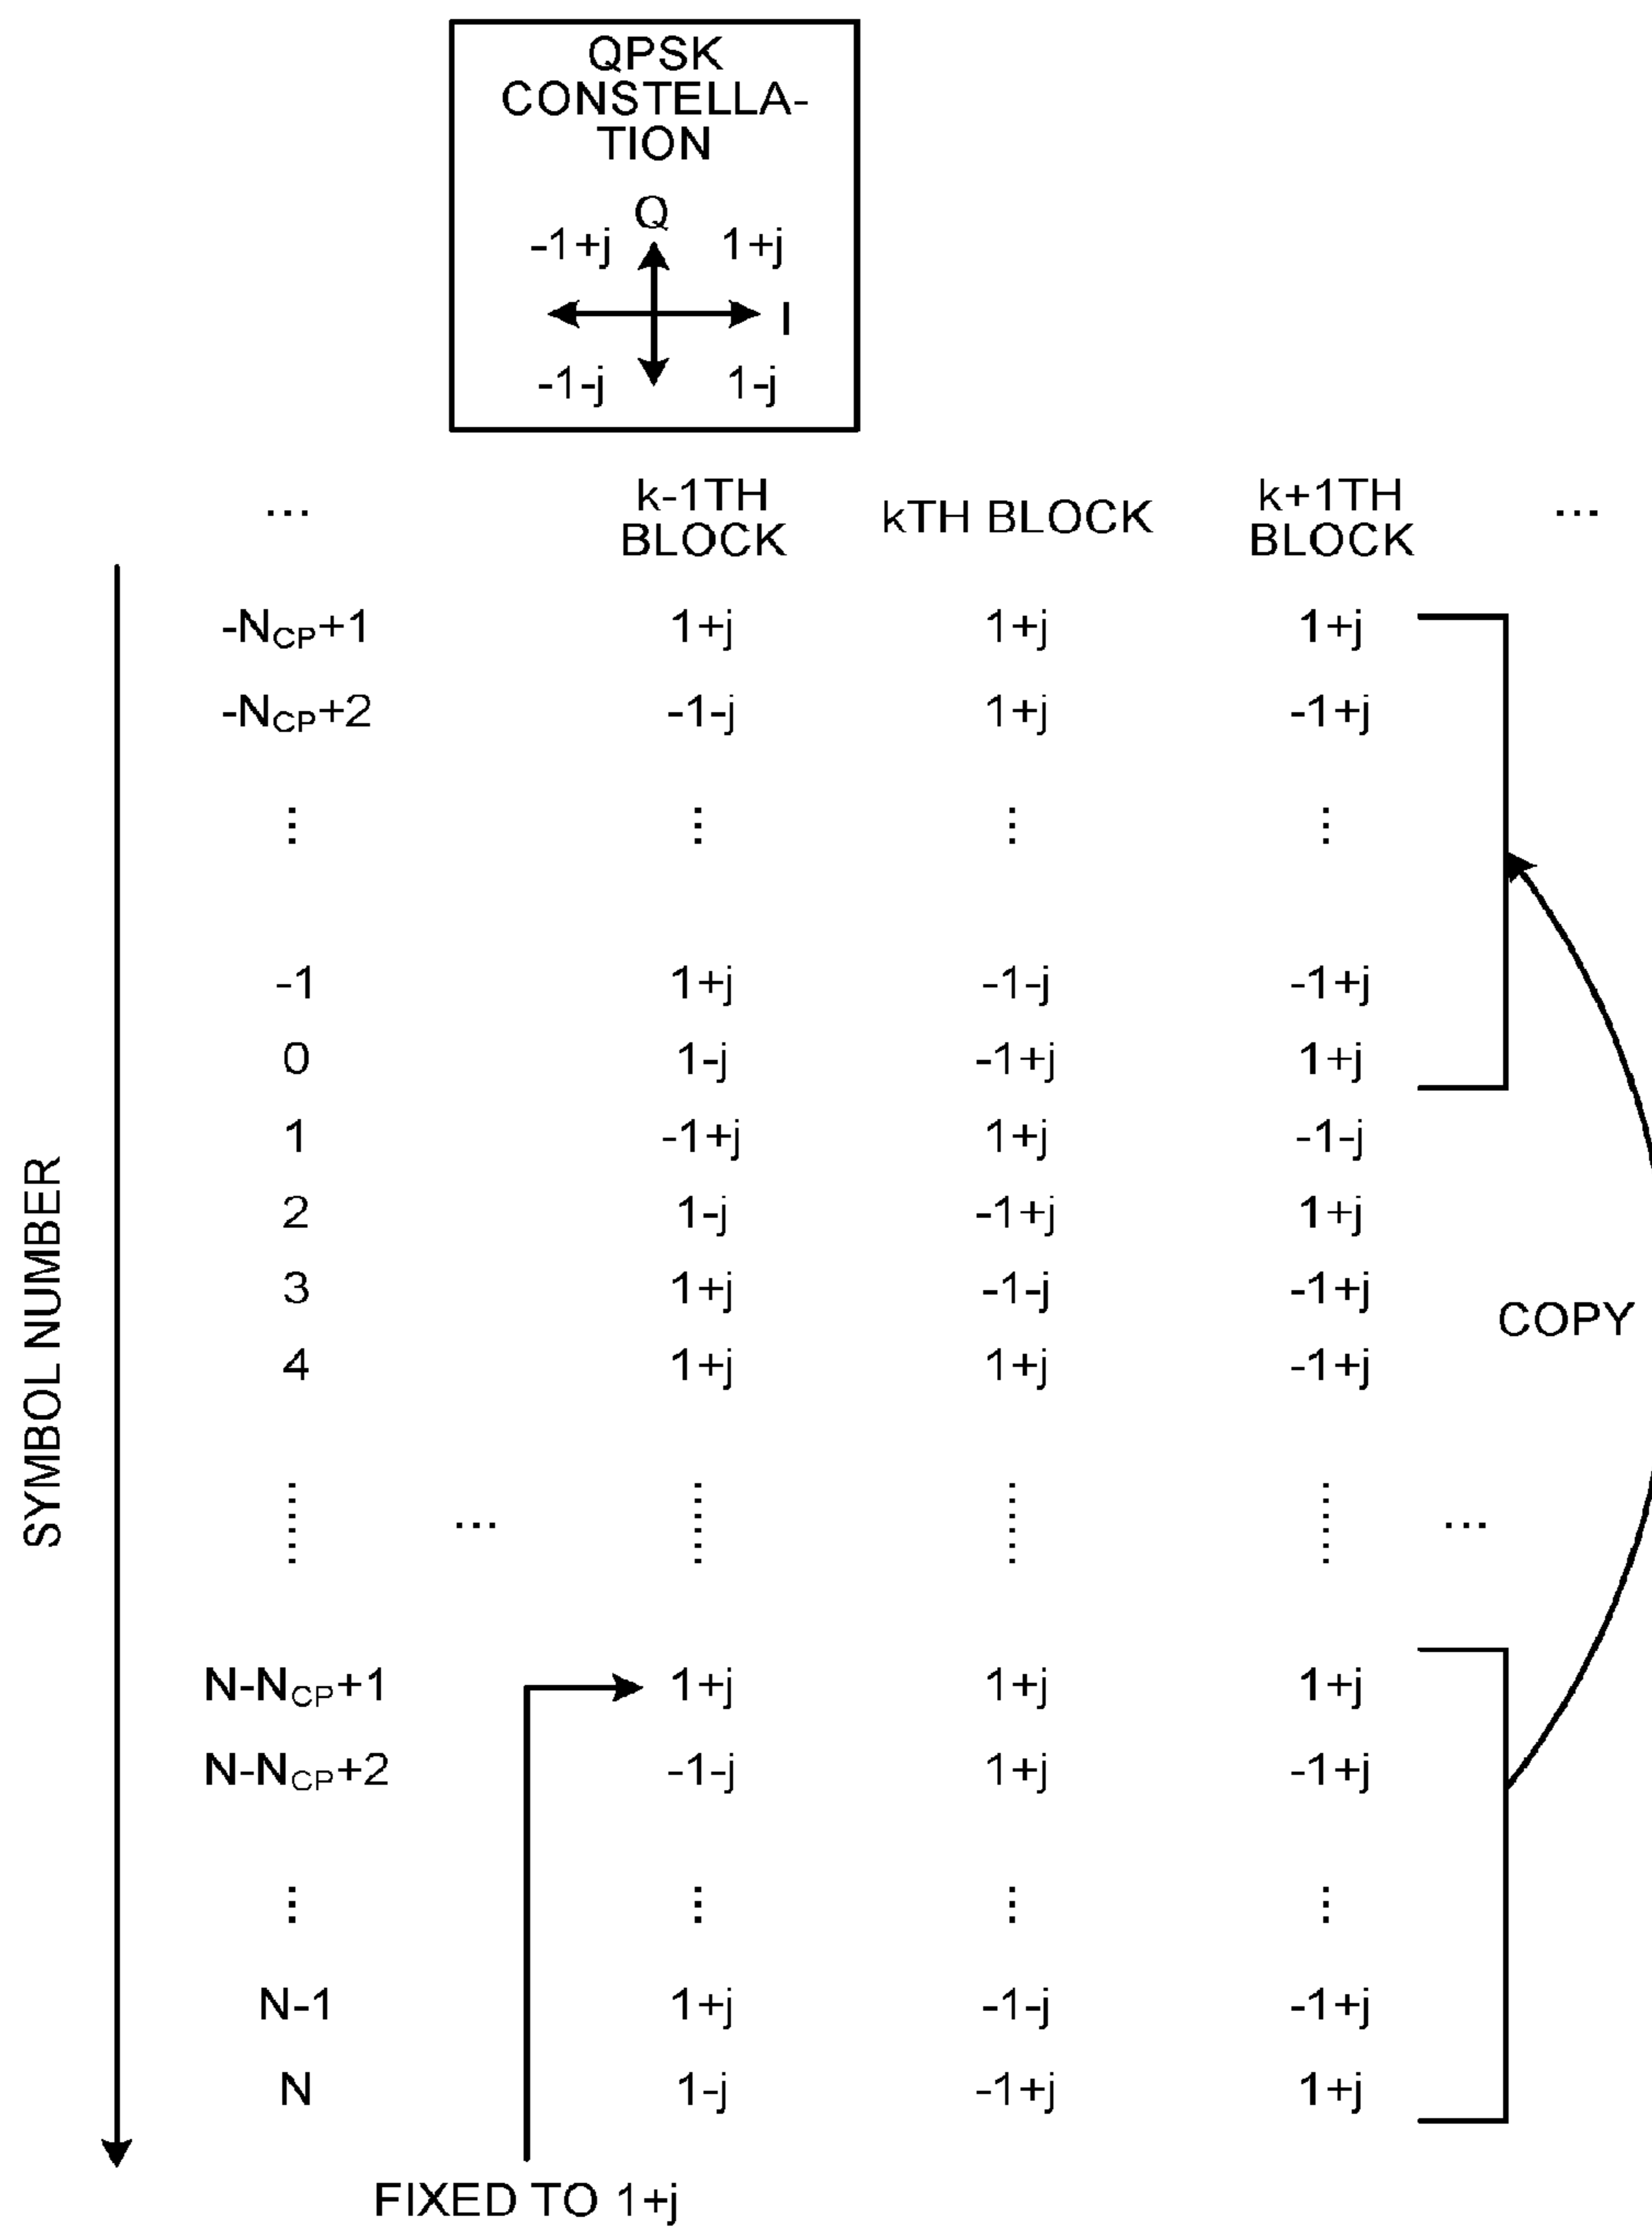 QPSK
CONSTELLA-
TION
Q
-1+j 1+j
I
-1-j 1-j
... k-1TH BLOCK kTH BLOCK k+1TH BLOCK ...
-NCP+1 1+j 1+j 1+j
-NCP+2 -1-j 1+j -1+j
⋮ ⋮ ⋮ ⋮
-1 1+j -1-j -1+j
0 1-j -1+j 1+j
1 -1+j 1+j -1-j
2 1-j -1+j 1+j
3 1+j -1-j -1+j
COPY
4 1+j 1+j -1+j
SYMBOL NUMBER
⋮ ... ⋮ ⋮ ⋮ ...
N-NCP+1 1+j 1+j 1+j
N-NCP+2 -1-j 1+j -1+j
⋮ ⋮ ⋮ ⋮
N-1 1+j -1-j -1+j
N 1-j -1+j 1+j
FIXED TO 1+j